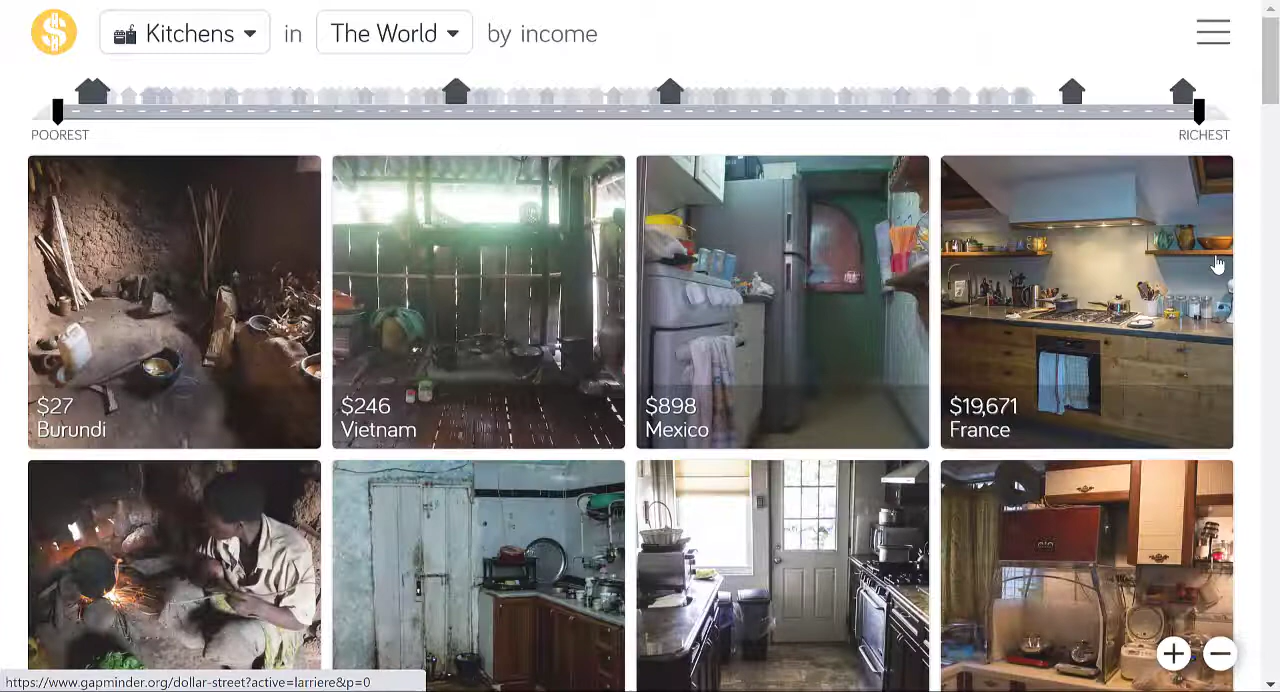 Kitchens in The World by income
POOREST
RICHEST
$27
Burundi
$246
Vietnam
$898
Mexico
$19,671
France
https://www.gapminder.org/dollar-street?active=larriere&p=0